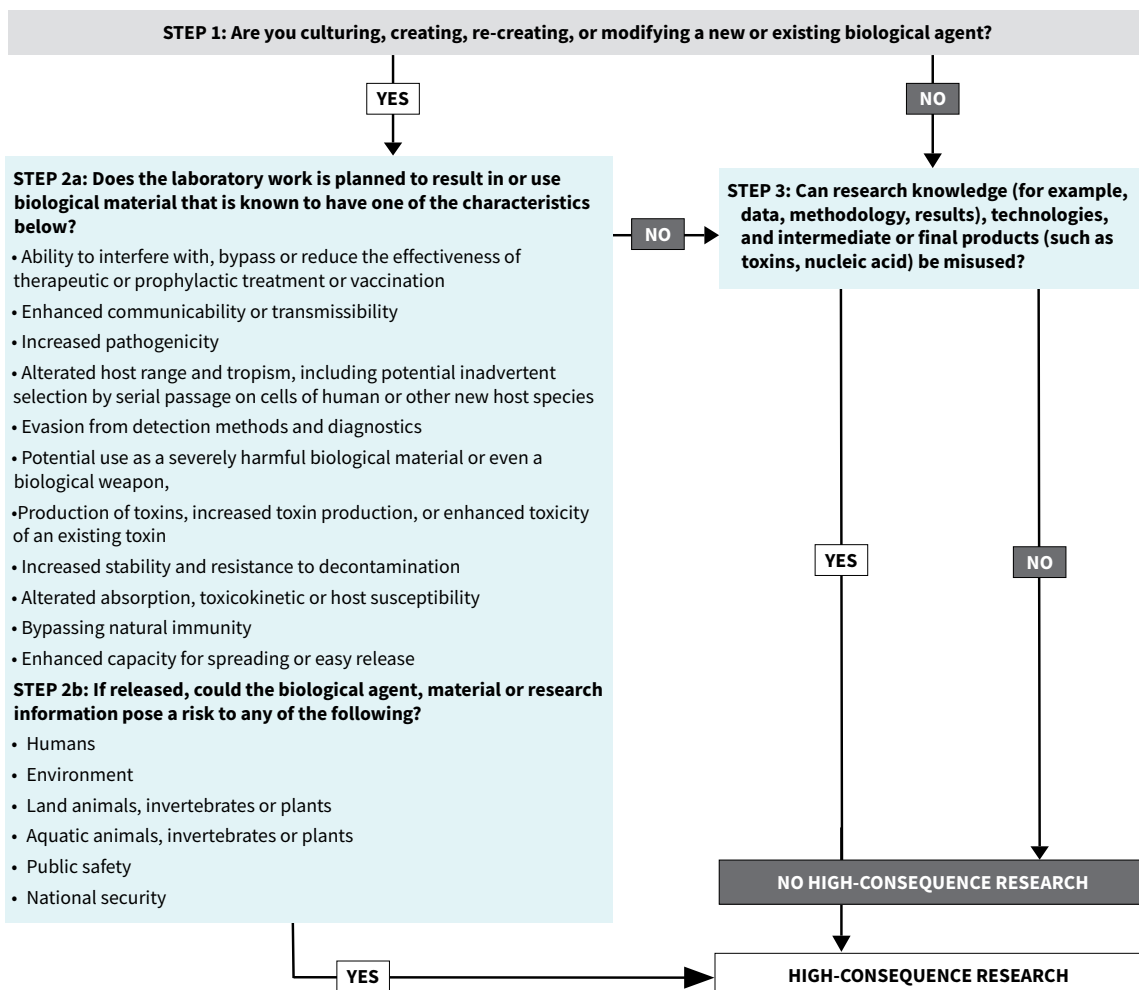 STEP 1: Are you culturing, creating, re-creating, or modifying a new or existing biological agent?
YES
NO
STEP 2a: Does the laboratory work is planned to result in or use
biological material that is known to have one of the characteristics
below?
• Ability to interfere with, bypass or reduce the effectiveness of
therapeutic or prophylactic treatment or vaccination
• Enhanced communicability or transmissibility
• Increased pathogenicity
• Altered host range and tropism, including potential inadvertent
selection by serial passage on cells of human or other new host species
• Evasion from detection methods and diagnostics
• Potential use as a severely harmful biological material or even a
biological weapon,
•Production of toxins, increased toxin production, or enhanced toxicity
of an existing toxin
• Increased stability and resistance to decontamination
• Altered absorption, toxicokinetic or host susceptibility
• Bypassing natural immunity
• Enhanced capacity for spreading or easy release
STEP 2b: If released, could the biological agent, material or research
information pose a risk to any of the following?
• Humans
• Environment
• Land animals, invertebrates or plants
• Aquatic animals, invertebrates or plants
• Public safety
• National security
NO
STEP 3: Can research knowledge (for example,
data, methodology, results), technologies,
and intermediate or final products (such as
toxins, nucleic acid) be misused?
YES
NO
NO HIGH-CONSEQUENCE RESEARCH
YES
HIGH-CONSEQUENCE RESEARCH